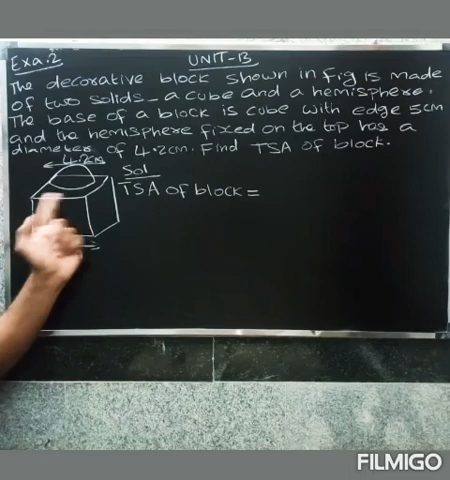 Exa.2 UNIT-13
The decorative block shown in fig is made
of two solids - a cube and a hemisphere.
The base of a block is cube with edge 5cm
and the hemisphere fixed on the top has a
diameter of 4.2cm. Find TSA of block.
4.2cm
Sol
TSA of block =
FILMIGO